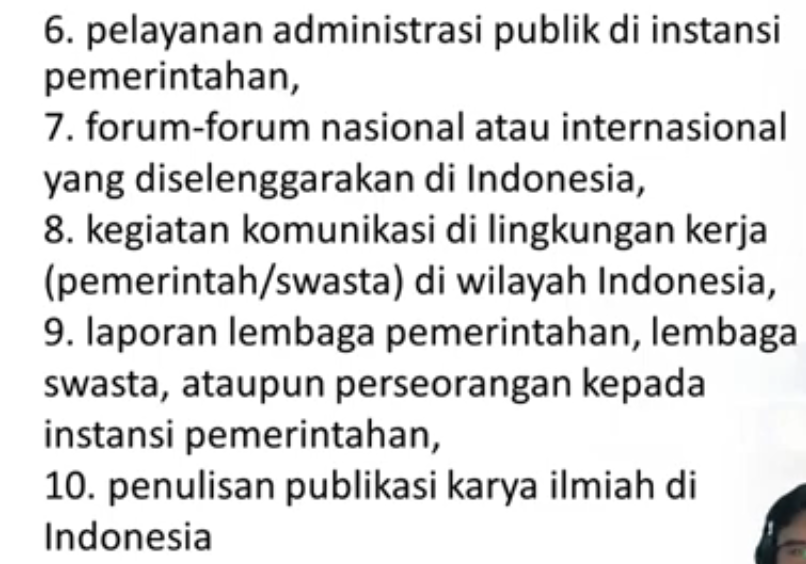 6. pelayanan administrasi publik di instansi
pemerintahan,
7. forum-forum nasional atau internasional
yang diselenggarakan di Indonesia,
8. kegiatan komunikasi di lingkungan kerja
(pemerintah/swasta) di wilayah Indonesia,
9. laporan lembaga pemerintahan, lembaga
swasta, ataupun perseorangan kepada
instansi pemerintahan,
10. penulisan publikasi karya ilmiah di
Indonesia